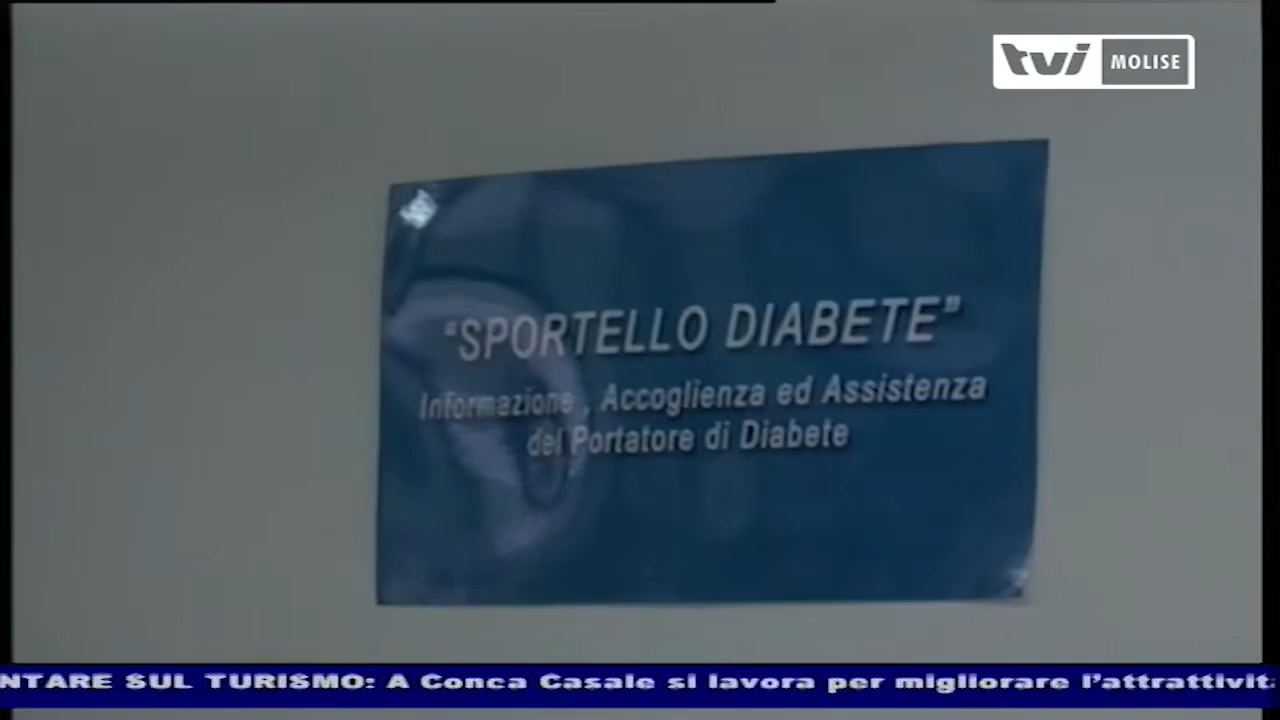 tvi MOLISE
"SPORTELLO DIABETE"
Informazione , Accoglienza ed Assistenza
del Portatore di Diabete
NTARE SUL TURISMO: A Conca Casale si lavora per migliorare l'attrattivit